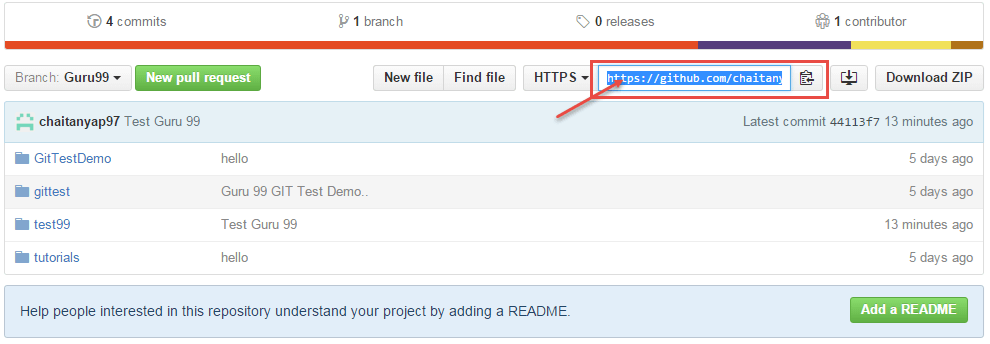 4 commits 1 branch 0 releases 1 contributor
Branch: Guru99 New pull request New file Find file HTTPS https://github.com/chaitany Download ZIP
chaitanyap97 Test Guru 99 Latest commit 44113f7 13 minutes ago
GitTestDemo hello 5 days ago
gittest Guru 99 GIT Test Demo.. 5 days ago
test99 Test Guru 99 13 minutes ago
tutorials hello 5 days ago
Help people interested in this repository understand your project by adding a README. Add a README